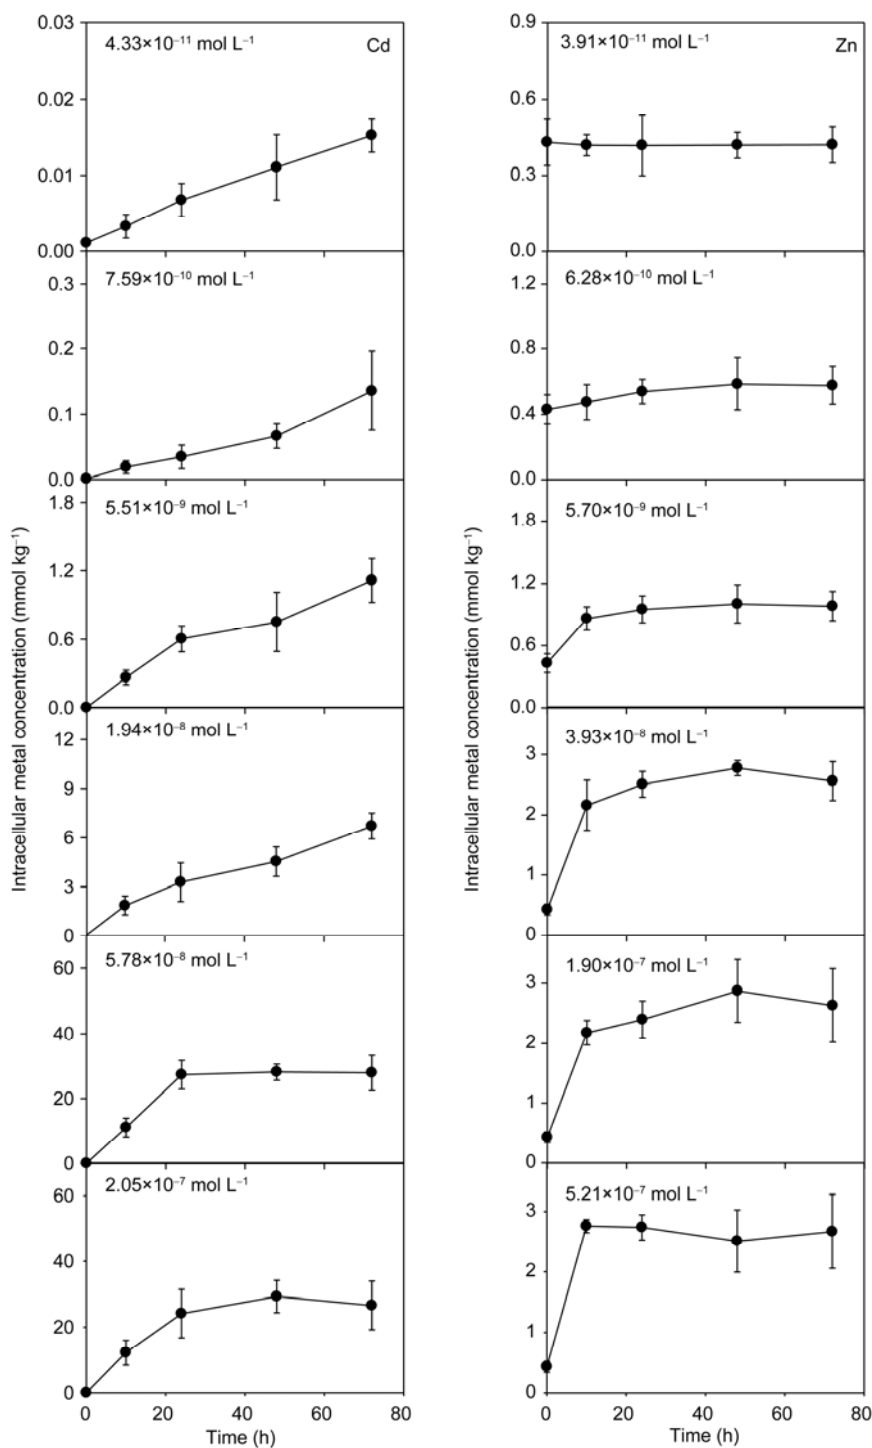 Intracellular metal concentration (mmol kg⁻¹)
4.33×10⁻¹¹ mol L⁻¹ Cd
0.03
0.02
0.01
0.00
7.59×10⁻¹⁰ mol L⁻¹
0.3
0.2
0.1
0.0
5.51×10⁻⁹ mol L⁻¹
1.8
1.2
0.6
0.0
1.94×10⁻⁸ mol L⁻¹
12
9
6
3
0
5.78×10⁻⁸ mol L⁻¹
60
40
20
0
2.05×10⁻⁷ mol L⁻¹
60
40
20
0
0 20 40 60 80
Time (h)
Intracellular metal concentration (mmol kg⁻¹)
3.91×10⁻¹¹ mol L⁻¹ Zn
0.9
0.6
0.3
0.0
6.28×10⁻¹⁰ mol L⁻¹
1.2
0.8
0.4
0.0
5.70×10⁻⁹ mol L⁻¹
1.8
1.2
0.6
0.0
3.93×10⁻⁸ mol L⁻¹
3
2
1
0
1.90×10⁻⁷ mol L⁻¹
3
2
1
0
5.21×10⁻⁷ mol L⁻¹
3
2
1
0
0 20 40 60 80
Time (h)